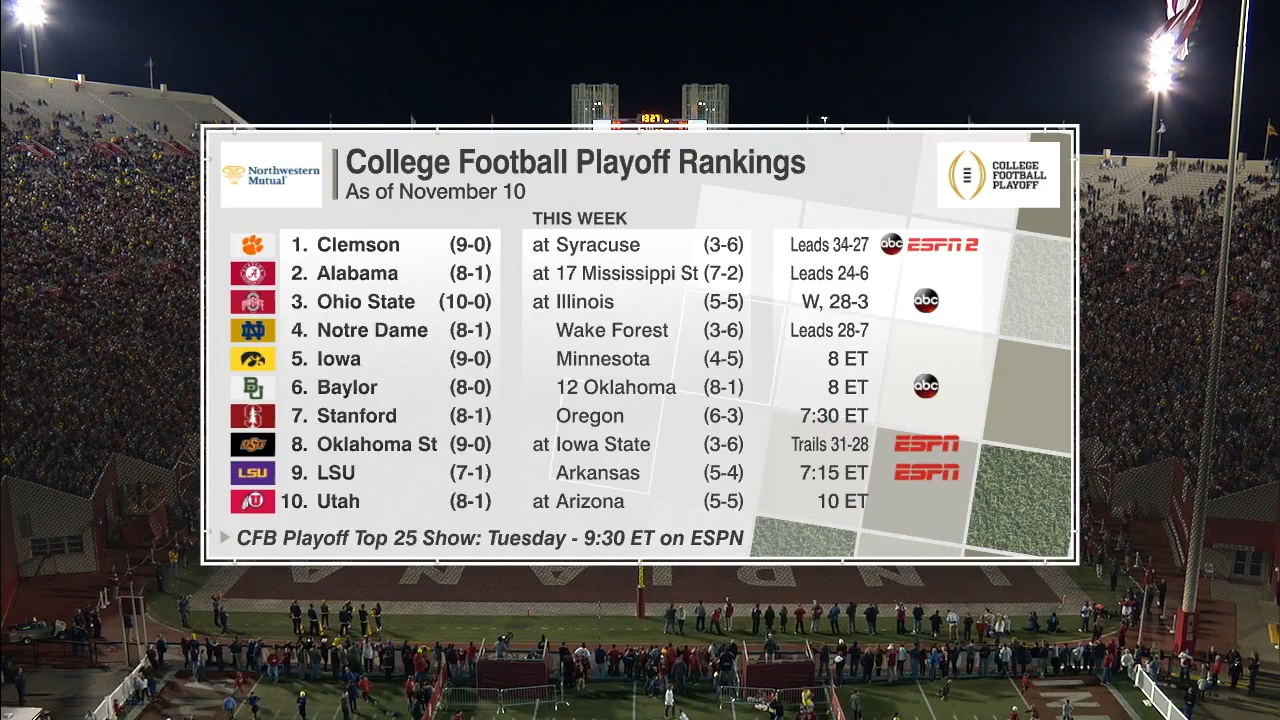 1327
Northwestern
Mutual
College Football Playoff Rankings
As of November 10
COLLEGE
FOOTBALL
PLAYOFF
THIS WEEK
1. Clemson (9-0) at Syracuse (3-6) Leads 34-27 abc ESPN 2
2. Alabama (8-1) at 17 Mississippi St (7-2) Leads 24-6
3. Ohio State (10-0) at Illinois (5-5) W, 28-3 abc
4. Notre Dame (8-1) Wake Forest (3-6) Leads 28-7
5. Iowa (9-0) Minnesota (4-5) 8 ET
6. Baylor (8-0) 12 Oklahoma (8-1) 8 ET abc
7. Stanford (8-1) Oregon (6-3) 7:30 ET
8. Oklahoma St (9-0) at Iowa State (3-6) Trails 31-28 ESPN
LSU 9. LSU (7-1) Arkansas (5-4) 7:15 ET ESPN
10. Utah (8-1) at Arizona (5-5) 10 ET
CFB Playoff Top 25 Show: Tuesday - 9:30 ET on ESPN
INDIANA